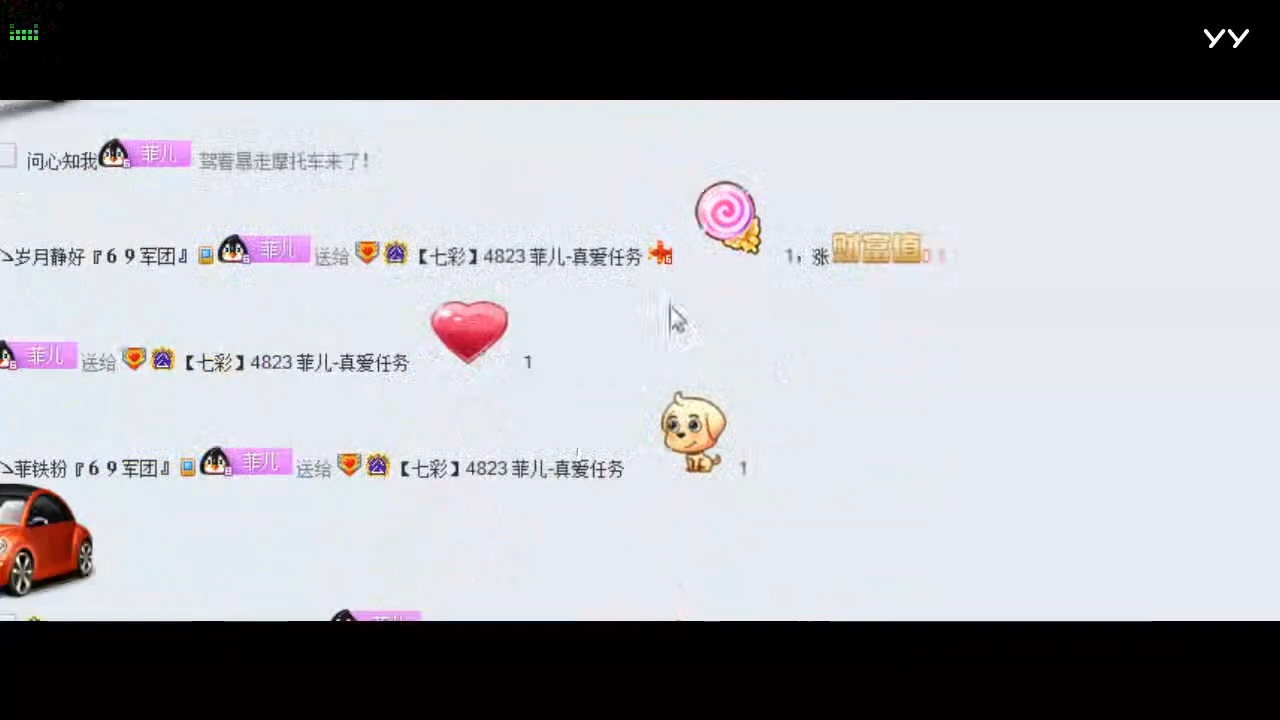 YY
问心知我 菲儿 驾着暴走摩托车来了！
岁月静好『6 9军团』 菲儿 送给 公【七彩】4823 菲儿-真爱任务 1，涨财富值
菲儿 送给 公【七彩】4823 菲儿-真爱任务 1
菲铁粉『6 9军团』 菲儿 送给 公【七彩】4823 菲儿-真爱任务 1